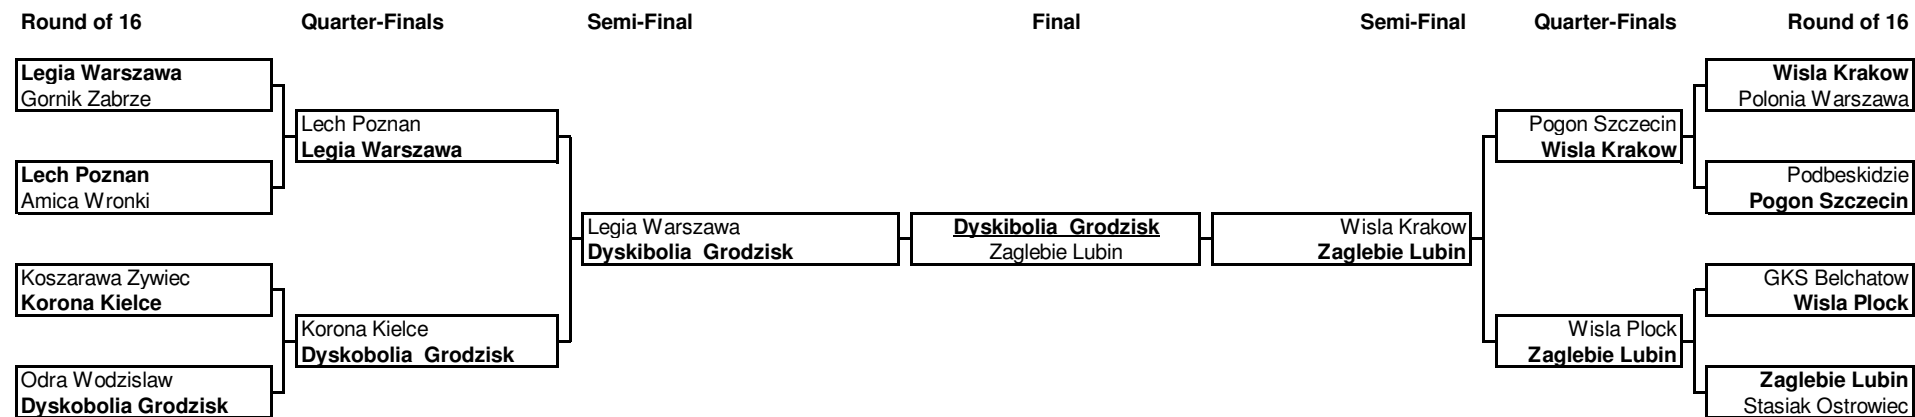 Round of 16 Quarter-Finals Semi-Final Final Semi-Final Quarter-Finals Round of 16
Legia Warszawa
Gornik Zabrze
Lech Poznan
Amica Wronki
Koszarawa Zywiec
Korona Kielce
Odra Wodzislaw
Dyskobolia Grodzisk
Lech Poznan
Legia Warszawa
Korona Kielce
Dyskobolia Grodzisk
Legia Warszawa
Dyskibolia Grodzisk
Dyskibolia Grodzisk
Zaglebie Lubin
Wisla Krakow
Zaglebie Lubin
Pogon Szczecin
Wisla Krakow
Wisla Plock
Zaglebie Lubin
Wisla Krakow
Polonia Warszawa
Podbeskidzie
Pogon Szczecin
GKS Belchatow
Wisla Plock
Zaglebie Lubin
Stasiak Ostrowiec